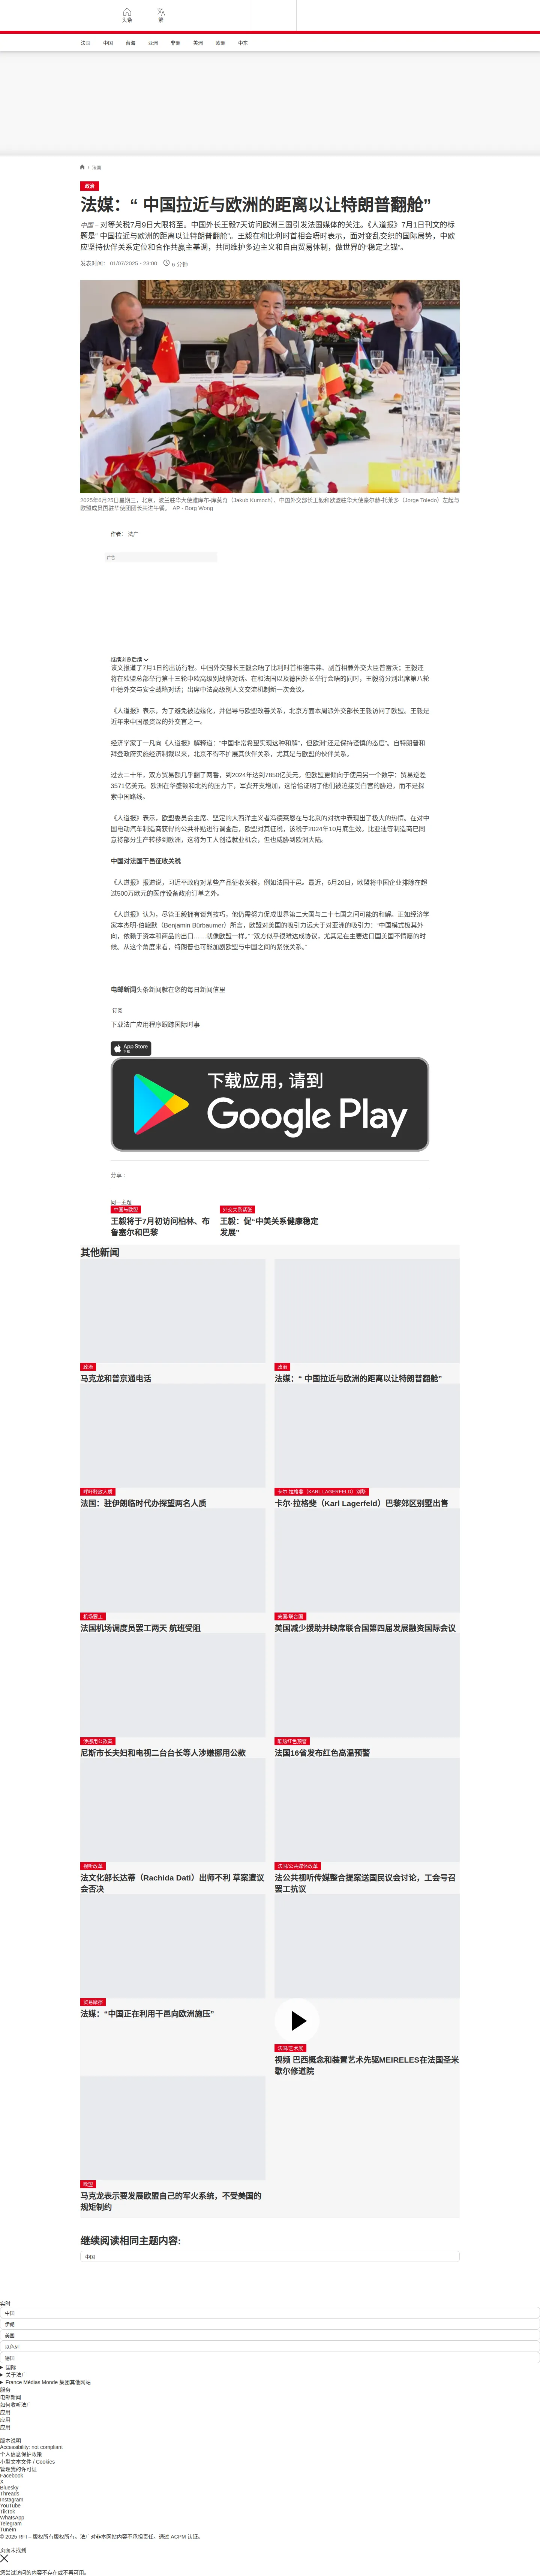 头条
繁
法国
中国
台海
亚洲
非洲
美洲
欧洲
中东
/ 法国
政治
法媒：“ 中国拉近与欧洲的距离以让特朗普翻舱”
中国 – 对等关税7月9日大限将至。中国外长王毅7天访问欧洲三国引发法国媒体的关注。《人道报》7月1日刊文的标
题是“ 中国拉近与欧洲的距离以让特朗普翻舱”。王毅在和比利时首相会晤时表示，面对变乱交织的国际局势，中欧
应坚持伙伴关系定位和合作共赢主基调，共同维护多边主义和自由贸易体制，做世界的“稳定之锚”。
发表时间： 01/07/2025 - 23:00
6 分钟
2025年6月25日星期三，北京。波兰驻华大使雅库布·库莫奇（Jakub Kumoch）、中国外交部长王毅和欧盟驻华大使豪尔赫·托莱多（Jorge Toledo）左起与
欧盟成员国驻华使团团长共进午餐。 AP - Borg Wong
作者： 法广
广告
继续浏览后续
该文报道了7月1日的出访行程。中国外交部长王毅会晤了比利时首相德韦弗、副首相兼外交大臣普雷沃；王毅还
将在欧盟总部举行第十三轮中欧高级别战略对话。在和法国以及德国外长举行会晤的同时，王毅将分别出席第八轮
中德外交与安全战略对话；出席中法高级别人文交流机制新一次会议。
《人道报》表示，为了避免被边缘化，并倡导与欧盟改善关系，北京方面本周派外交部长王毅访问了欧盟。王毅是
近年来中国最资深的外交官之一。
经济学家丁一凡向《人道报》解释道：“中国非常希望实现这种和解”，但欧洲“还是保持谨慎的态度”。自特朗普和
拜登政府实施经济制裁以来，北京不得不扩展其伙伴关系，尤其是与欧盟的伙伴关系。
过去二十年，双方贸易额几乎翻了两番，到2024年达到7850亿美元。但欧盟更倾向于使用另一个数字：贸易逆差
3571亿美元。欧洲在华盛顿和北约的压力下，军费开支增加，这恰恰证明了他们被迫接受自宫的胁迫，而不是探
索中国路线。
《人道报》表示，欧盟委员会主席、坚定的大西洋主义者冯德莱恩在与北京的对抗中表现出了极大的热情。在对中
国电动汽车制造商获得的公共补贴进行调查后，欧盟对其征税，该税于2024年10月底生效。比亚迪等制造商已同
意将部分生产转移到欧洲，这将为工人创造就业机会，但也威胁到欧洲大陆。
中国对法国干邑征收关税
《人道报》报道说，习近平政府对某些产品征收关税，例如法国干邑。最近，6月20日，欧盟将中国企业排除在超
过500万欧元的医疗设备政府订单之外。
《人道报》认为，尽管王毅拥有谈判技巧，他仍需努力促成世界第二大国与二十七国之间可能的和解。正如经济学
家本杰明·伯鲍默（Benjamin Bürbaumer）所言，欧盟对美国的吸引力远大于对亚洲的吸引力：“中国模式极其外
向，依赖于资本和商品的出口……就像欧盟一样。” “双方似乎很难达成协议，尤其是在主要进口国美国不情愿的时
候。从这个角度来看，特朗普也可能加剧欧盟与中国之间的紧张关系。”
电邮新闻头条新闻就在您的每日新闻信里
订阅
下载法广应用程序跟踪国际时事
App Store
下载
下载应用，请到
Google Play
分享 :
同一主题
中国与欧盟
王毅将于7月初访问柏林、布
鲁塞尔和巴黎
外交关系紧张
王毅：促“中美关系健康稳定
发展”
其他新闻
政治
马克龙和普京通电话
政治
法媒：“ 中国拉近与欧洲的距离以让特朗普翻舱”
呼吁释放人质
法国：驻伊朗临时代办探望两名人质
卡尔·拉格斐（KARL LAGERFELD）别墅
卡尔·拉格斐（Karl Lagerfeld）巴黎郊区别墅出售
机场罢工
法国机场调度员罢工两天 航班受阻
美国/联合国
美国减少援助并缺席联合国第四届发展融资国际会议
涉挪用公款案
尼斯市长夫妇和电视二台台长等人涉嫌挪用公款
酷热红色预警
法国16省发布红色高温预警
视听改革
法文化部长达蒂（Rachida Dati）出师不利 草案遭议
会否决
法国/公共媒体改革
法公共视听传媒整合提案送国民议会讨论，工会号召
罢工抗议
贸易摩擦
法媒：“中国正在利用干邑向欧洲施压”
法国/艺术展
视频 巴西概念和装置艺术先驱MEIRELES在法国圣米
歇尔修道院
欧盟
马克龙表示要发展欧盟自己的军火系统，不受美国的
规矩制约
继续阅读相同主题内容:
中国
实时
中国
伊朗
美国
以色列
德国
国际
关于法广
France Médias Monde 集团其他网站
服务
电邮新闻
如何收听法广
应用
应用
应用
版本说明
Accessibility: not compliant
个人信息保护政策
小型文本文件 / Cookies
管理我的许可证
Facebook
X
Bluesky
Threads
Instagram
YouTube
TikTok
WhatsApp
Telegram
TuneIn
© 2025 RFI – 版权所有版权所有。法广对非本网站内容不承担责任。通过 ACPM 认证。
页面未找到
您尝试访问的内容不存在或不再可用。